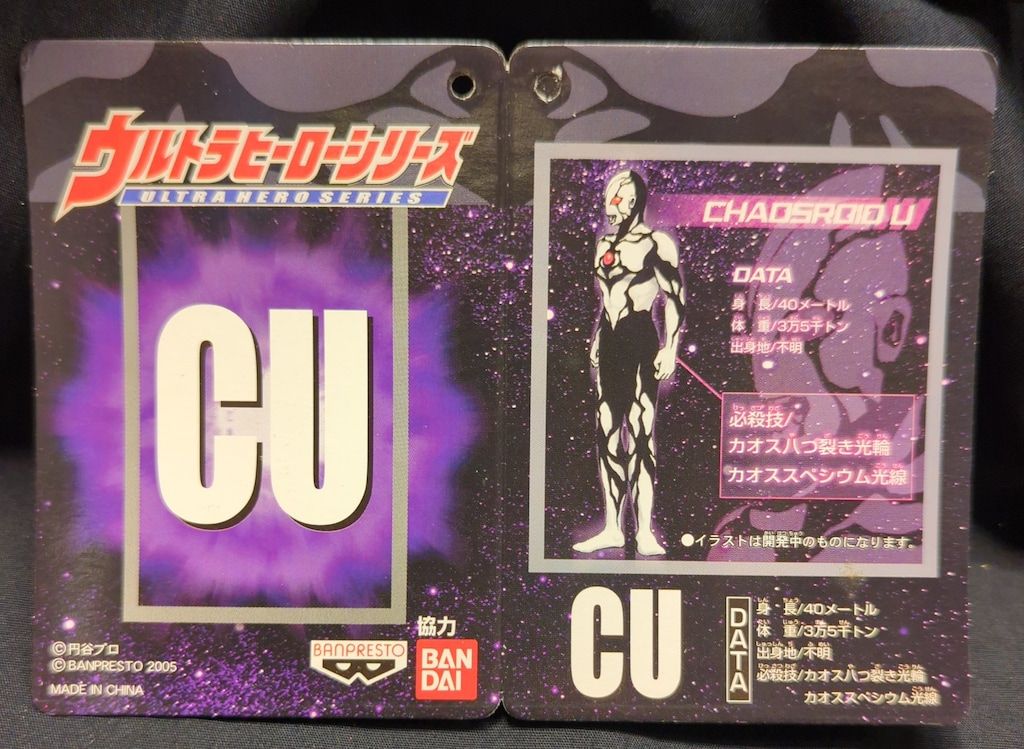 ウルトラヒーローシリーズ
ULTRA HERO SERIES
CU
©円谷プロ
©BANPRESTO 2005
MADE IN CHINA
BANPRESTO
協力
BAN
DAI
CHAOSROID U
DATA
身長/40メートル
体重/3万5千トン
出身地/不明
必殺技/
カオス八つ裂き光輪
カオススペシウム光線
●イラストは開発中のものになります。
CU
DATA
身長/40メートル
体重/3万5千トン
出身地/不明
必殺技/カオス八つ裂き光輪
カオススペシウム光線